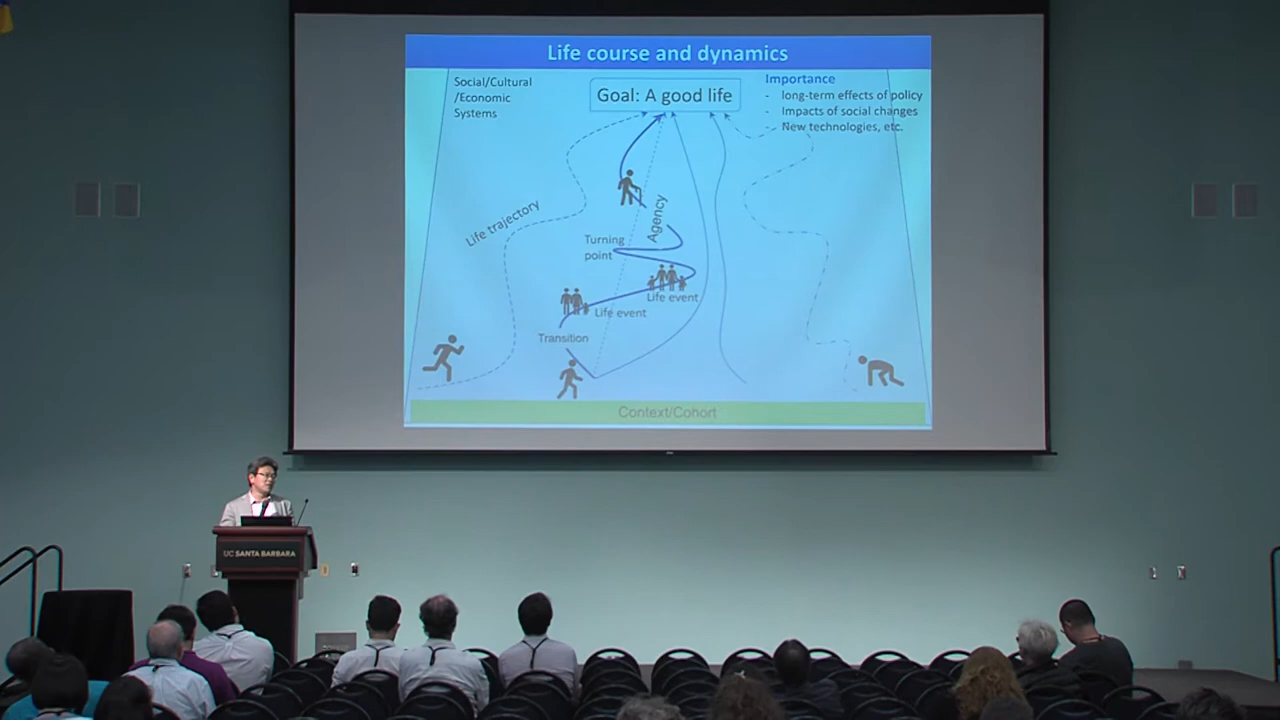 Life course and dynamics
Social/Cultural
/Economic
Systems
Goal: A good life
Importance
- long-term effects of policy
- Impacts of social changes
- New technologies, etc.
Life trajectory
Agency
Turning
point
Life event
Life event
Transition
Context/Cohort
UC SANTA BARBARA